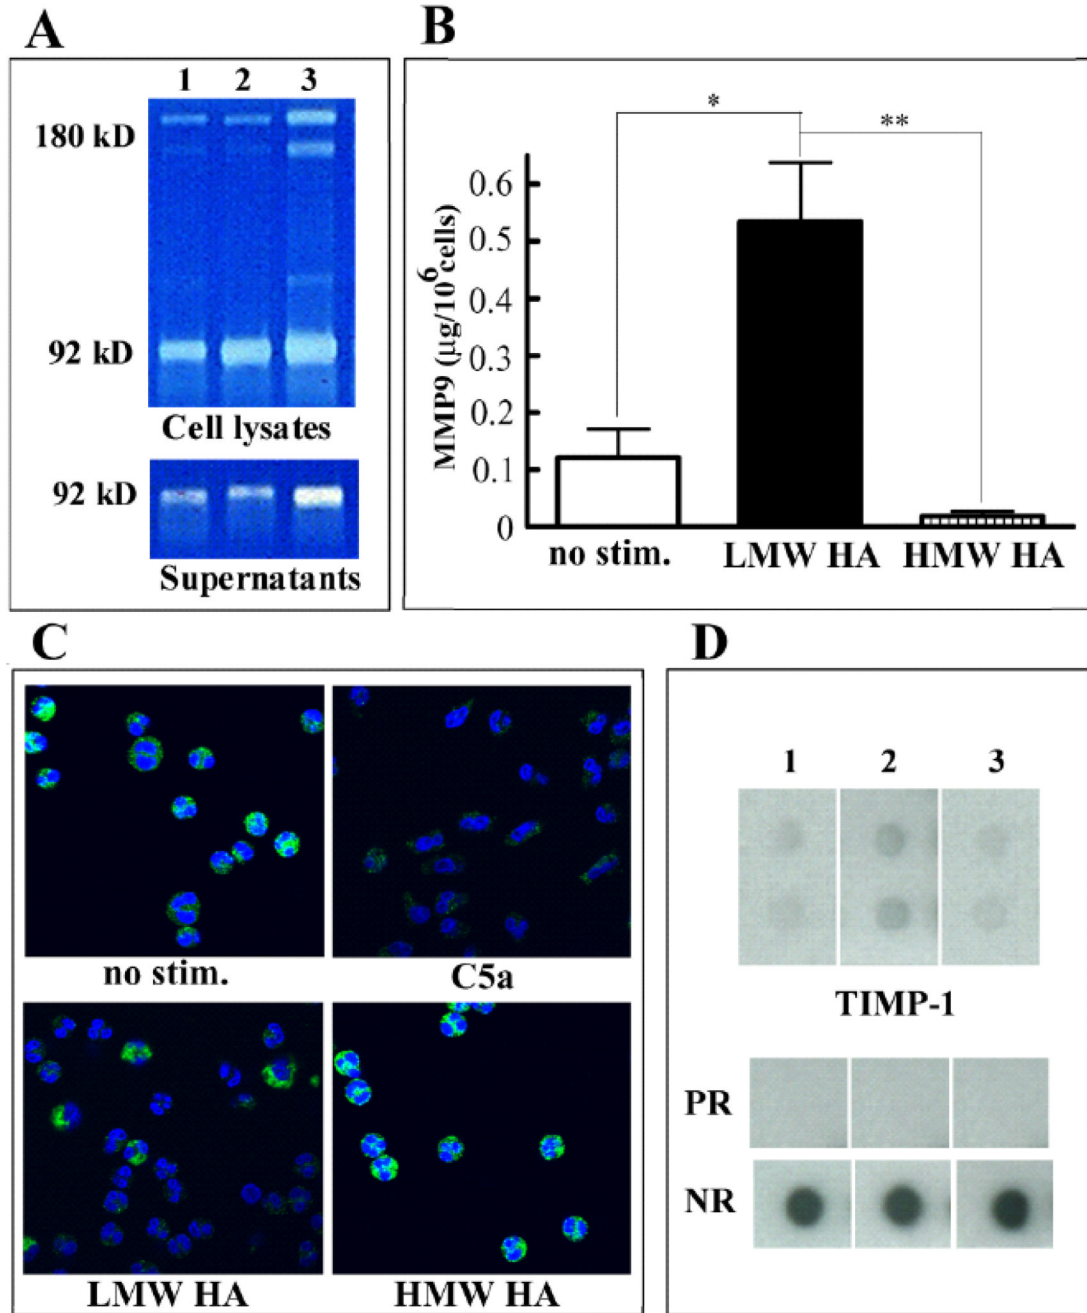 A
1 2 3
180 kD
92 kD
Cell lysates
92 kD
Supernatants
B
*
**
MMP9 (µg/10⁶cells)
0.6
0.5
0.4
0.3
0.2
0.1
0
no stim.
LMW HA
HMW HA
C
no stim.
C5a
LMW HA
HMW HA
D
1 2 3
TIMP-1
PR
NR